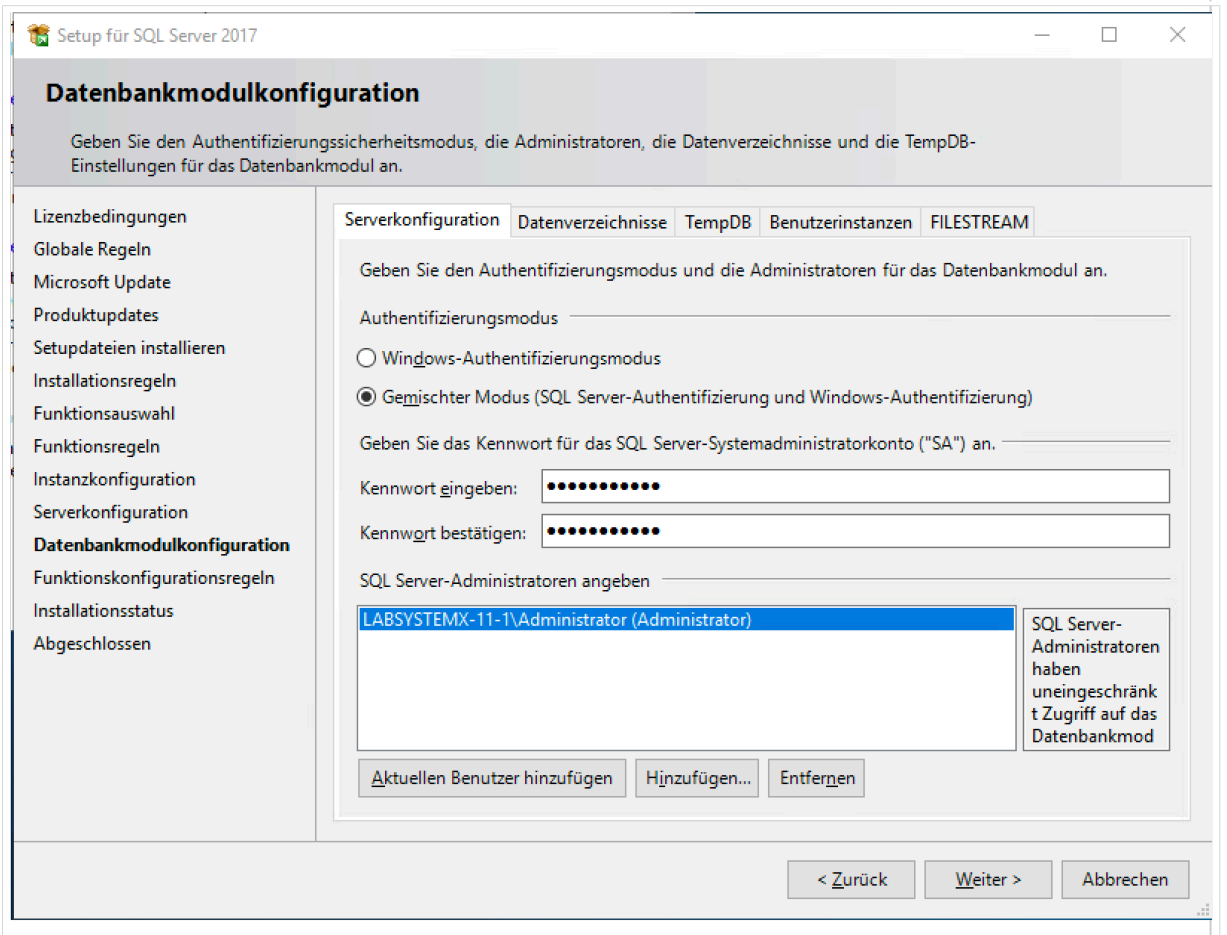 Setup für SQL Server 2017
Datenbankmodulkonfiguration
Geben Sie den Authentifizierungssicherheitsmodus, die Administratoren, die Datenverzeichnisse und die TempDB-
Einstellungen für das Datenbankmodul an.
Lizenzbedingungen
Globale Regeln
Microsoft Update
Produktupdates
Setupdateien installieren
Installationsregeln
Funktionsauswahl
Funktionsregeln
Instanzkonfiguration
Serverkonfiguration
Datenbankmodulkonfiguration
Funktionskonfigurationsregeln
Installationsstatus
Abgeschlossen
Serverkonfiguration Datenverzeichnisse TempDB Benutzerinstanzen FILESTREAM
Geben Sie den Authentifizierungsmodus und die Administratoren für das Datenbankmodul an.
Authentifizierungsmodus
Windows-Authentifizierungsmodus
Gemischter Modus (SQL Server-Authentifizierung und Windows-Authentifizierung)
Geben Sie das Kennwort für das SQL Server-Systemadministratorkonto ("SA") an.
Kennwort eingeben: ●●●●●●●●●●●
Kennwort bestätigen: ●●●●●●●●●●●
SQL Server-Administratoren angeben
LABSYSTEMX-11-1\Administrator (Administrator)
SQL Server-
Administratoren
haben
uneingeschränk
t Zugriff auf das
Datenbankmod
Aktuellen Benutzer hinzufügen Hinzufügen... Entfernen
< Zurück Weiter > Abbrechen